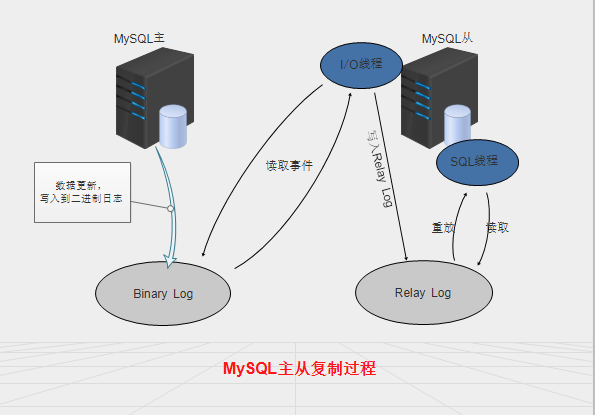 MySQL主
MySQL从
I/O线程
SQL线程
数据更新，
写入到二进制日志
读取事件
写入Relay Log
重放
读取
Binary Log
Relay Log
MySQL主从复制过程